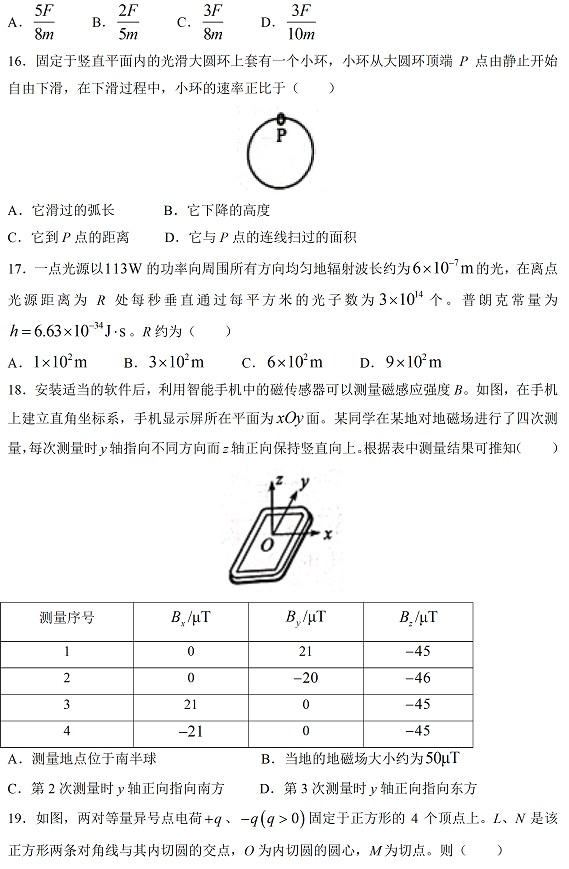 A. 5F/8m B. 2F/5m C. 3F/8m D. 3F/10m
16．固定于竖直平面内的光滑大圆环上套有一个小环，小环从大圆环顶端 P 点由静止开始
自由下滑，在下滑过程中，小环的速率正比于（ ）
P
A．它滑过的弧长 B．它下降的高度
C．它到 P 点的距离 D．它与 P 点的连线扫过的面积
17．一点光源以113W 的功率向周围所有方向均匀地辐射波长约为6×10⁻⁷m的光，在离点
光源距离为 R 处每秒垂直通过每平方米的光子数为3×10¹⁴个。普朗克常量为
h=6.63×10⁻³⁴J·s。R约为（ ）
A．1×10²m B．3×10²m C．6×10²m D．9×10²m
18．安装适当的软件后，利用智能手机中的磁传感器可以测量磁感应强度 B。如图，在手机
上建立直角坐标系，手机显示屏所在平面为xOy面。某同学在某地对地磁场进行了四次测
量，每次测量时 y 轴指向不同方向而 z 轴正向保持竖直向上。根据表中测量结果可推知（ ）
z
y
O
x
测量序号 Bₓ/μT B_y/μT B_z/μT
1 0 21 −45
2 0 −20 −46
3 21 0 −45
4 −21 0 −45
A．测量地点位于南半球 B．当地的地磁场大小约为50μT
C．第 2 次测量时 y 轴正向指向南方 D．第 3 次测量时 y 轴正向指向东方
19．如图，两对等量异号点电荷+q、−q(q>0)固定于正方形的 4 个顶点上。L、N 是该
正方形两条对角线与其内切圆的交点，O 为内切圆的圆心，M 为切点。则（ ）